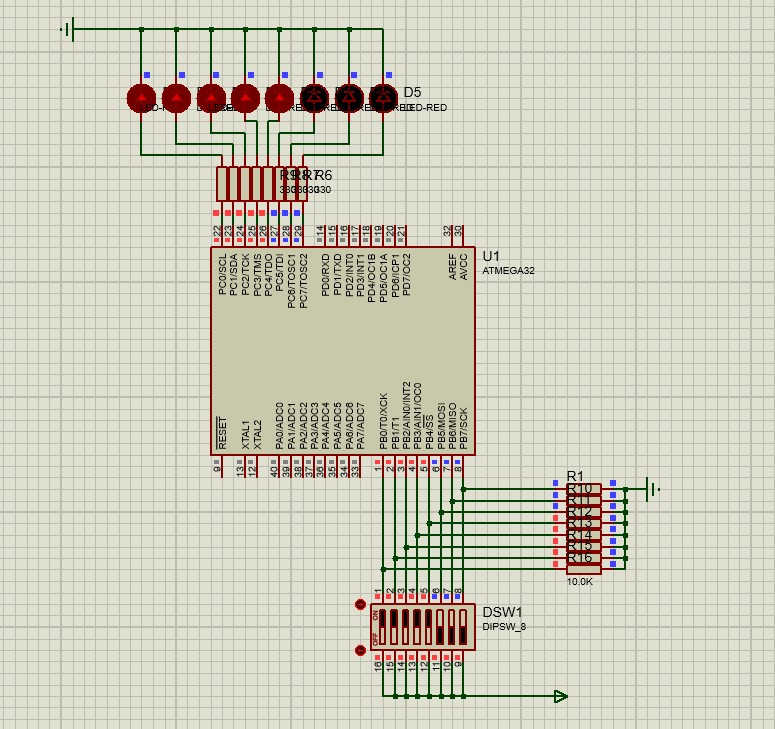 D5
LED-RED
R6
330
22
23
24
25
26
27
28
29
14
15
16
17
18
19
20
21
32
30
U1
ATMEGA32
PC0/SCL
PC1/SDA
PC2/TCK
PC3/TMS
PC4/TDO
PC5/TDI
PC6/TOSC1
PC7/TOSC2
PD0/RXD
PD1/TXD
PD2/INT0
PD3/INT1
PD4/OC1B
PD5/OC1A
PD6/ICP1
PD7/OC2
AREF
AVCC
RESET
XTAL1
XTAL2
PA0/ADC0
PA1/ADC1
PA2/ADC2
PA3/ADC3
PA4/ADC4
PA5/ADC5
PA6/ADC6
PA7/ADC7
PB0/T0/XCK
PB1/T1
PB2/AIN0/INT2
PB3/AIN1/OC0
PB4/SS
PB5/MOSI
PB6/MISO
PB7/SCK
9
13
12
40
39
38
37
36
35
34
33
1
2
3
4
5
6
7
8
R1
R10
R11
R12
R13
R14
R15
R16
10.0K
1
2
3
4
5
6
7
8
ON
OFF
DSW1
DIPSW_8
16
15
14
13
12
11
10
9